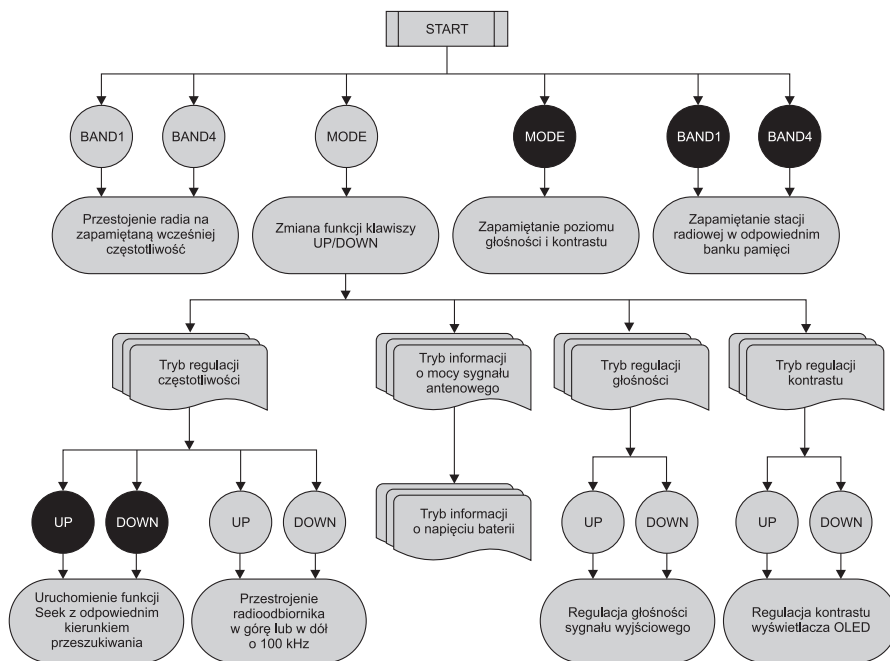 START
BAND1
BAND4
MODE
MODE
BAND1
BAND4
Przestojenie radia na
zapamiętaną wcześniej
częstotliwość
Zmiana funkcji klawiszy
UP/DOWN
Zapamiętanie poziomu
głośności i kontrastu
Zapamiętanie stacji
radiowej w odpowiednim
banku pamięci
Tryb regulacji
częstotliwości
Tryb informacji
o mocy sygnału
antenowego
Tryb regulacji
głośności
Tryb regulacji
kontrastu
UP
DOWN
UP
DOWN
Tryb informacji
o napięciu baterii
UP
DOWN
UP
DOWN
Uruchomienie funkcji
Seek z odpowiednim
kierunkiem
przeszukiwania
Przestrojenie
radioodbiornika
w górę lub w dół
o 100 kHz
Regulacja głośności
sygnału wyjściowego
Regulacja kontrastu
wyświetlacza OLED